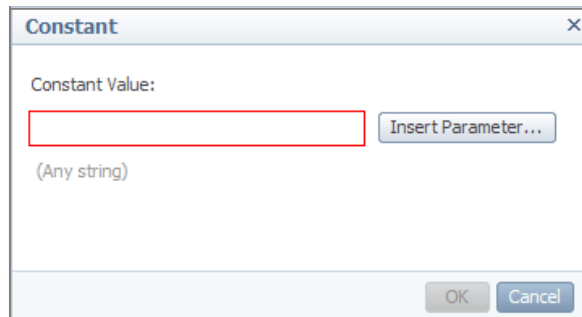 Constant
Constant Value:
Insert Parameter...
(Any string)
OK Cancel